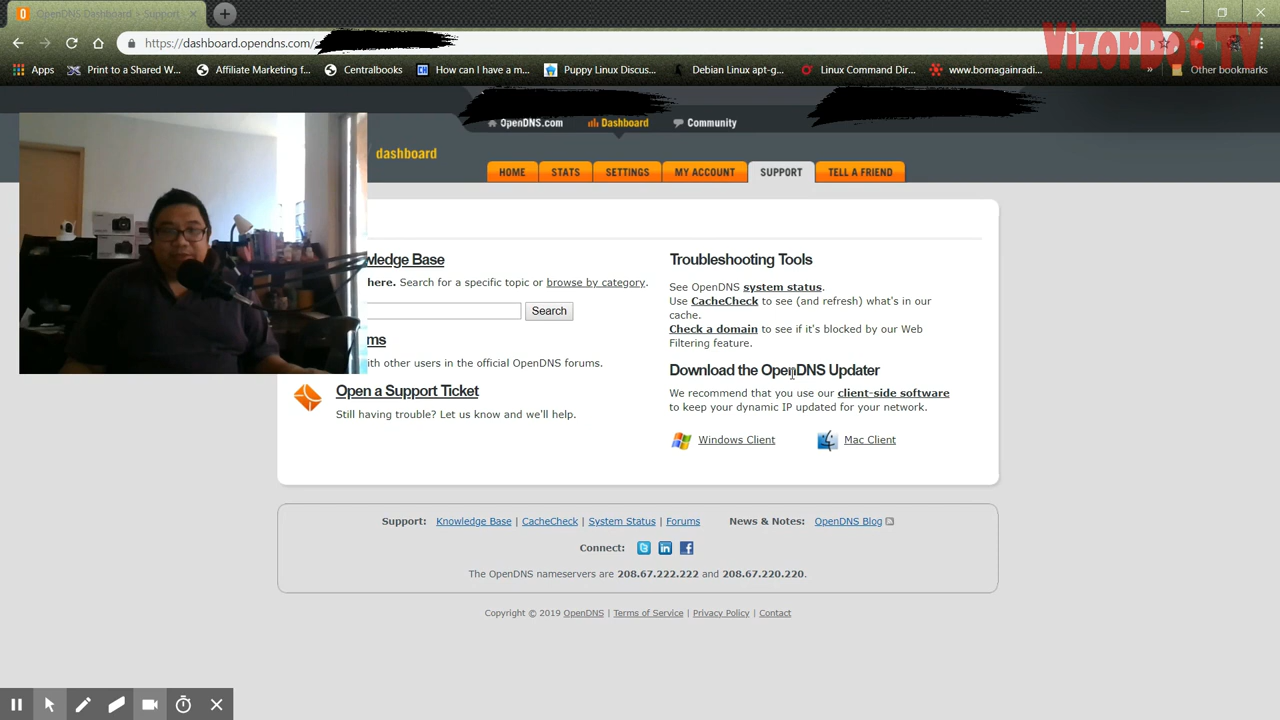 OpenDNS Dashboard > Support
https://dashboard.opendns.com/
VizorBot TV
Apps
Print to a Shared W...
Affiliate Marketing f...
Centralbooks
How can I have a m...
Puppy Linux Discus...
Debian Linux apt-g...
Linux Command Dir...
www.bornagainradi...
»
Other bookmarks
OpenDNS.com
Dashboard
Community
dashboard
HOME
STATS
SETTINGS
MY ACCOUNT
SUPPORT
TELL A FRIEND
wledge Base
here. Search for a specific topic or browse by category.
Search
ms
ith other users in the official OpenDNS forums.
Open a Support Ticket
Still having trouble? Let us know and we'll help.
Troubleshooting Tools
See OpenDNS system status.
Use CacheCheck to see (and refresh) what's in our
cache.
Check a domain to see if it's blocked by our Web
Filtering feature.
Download the OpenDNS Updater
We recommend that you use our client-side software
to keep your dynamic IP updated for your network.
Windows Client
Mac Client
Support: Knowledge Base | CacheCheck | System Status | Forums
News & Notes: OpenDNS Blog
Connect:
The OpenDNS nameservers are 208.67.222.222 and 208.67.220.220.
Copyright © 2019 OpenDNS | Terms of Service | Privacy Policy | Contact